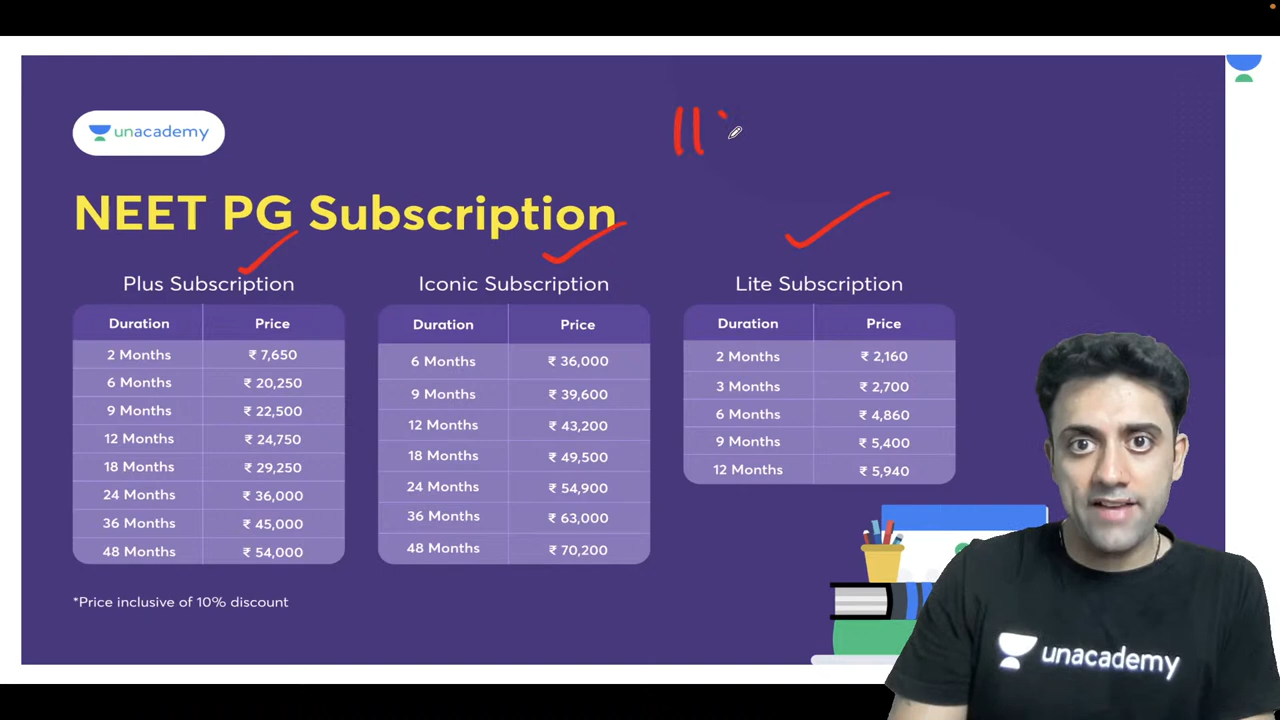 unacademy
NEET PG Subscription
Plus Subscription
Duration Price
2 Months ₹ 7,650
6 Months ₹ 20,250
9 Months ₹ 22,500
12 Months ₹ 24,750
18 Months ₹ 29,250
24 Months ₹ 36,000
36 Months ₹ 45,000
48 Months ₹ 54,000
Iconic Subscription
Duration Price
6 Months ₹ 36,000
9 Months ₹ 39,600
12 Months ₹ 43,200
18 Months ₹ 49,500
24 Months ₹ 54,900
36 Months ₹ 63,000
48 Months ₹ 70,200
Lite Subscription
Duration Price
2 Months ₹ 2,160
3 Months ₹ 2,700
6 Months ₹ 4,860
9 Months ₹ 5,400
12 Months ₹ 5,940
*Price inclusive of 10% discount
unacademy